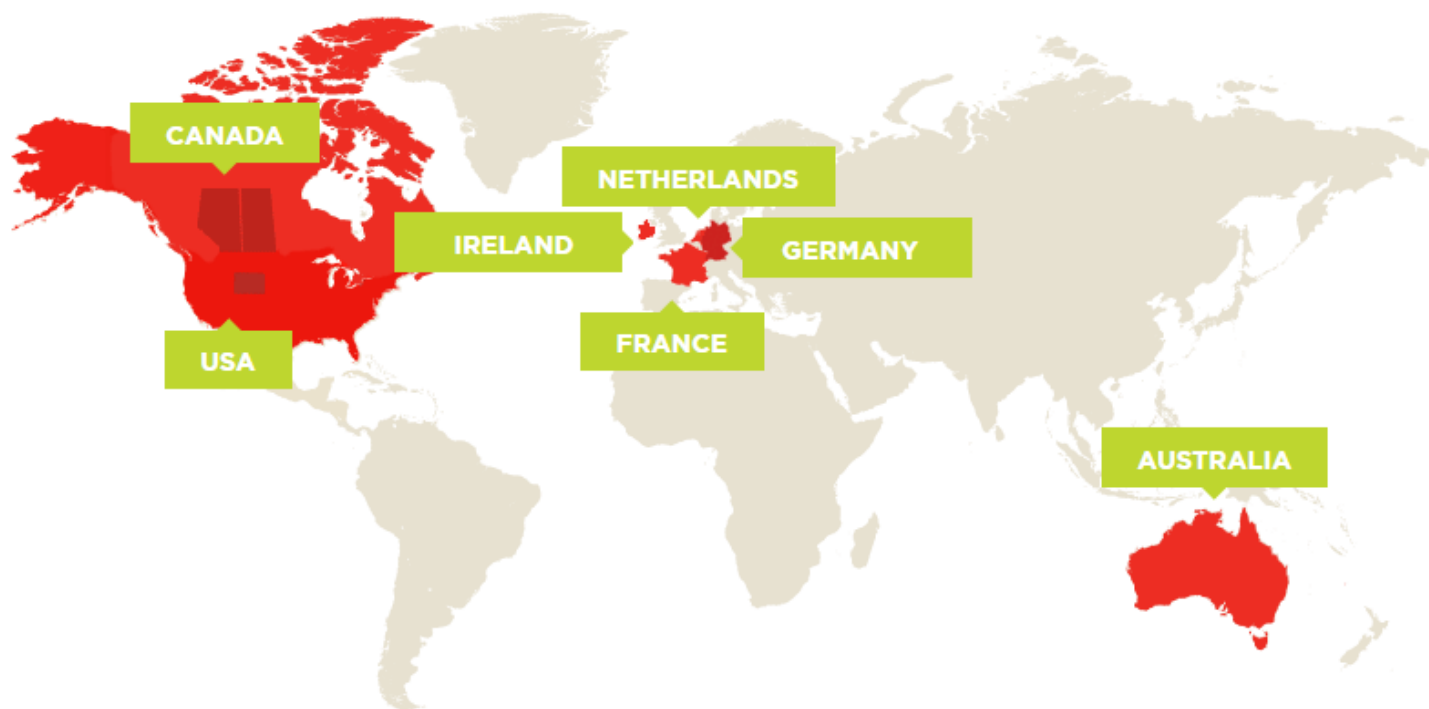 CANADA
NETHERLANDS
IRELAND
GERMANY
FRANCE
USA
AUSTRALIA